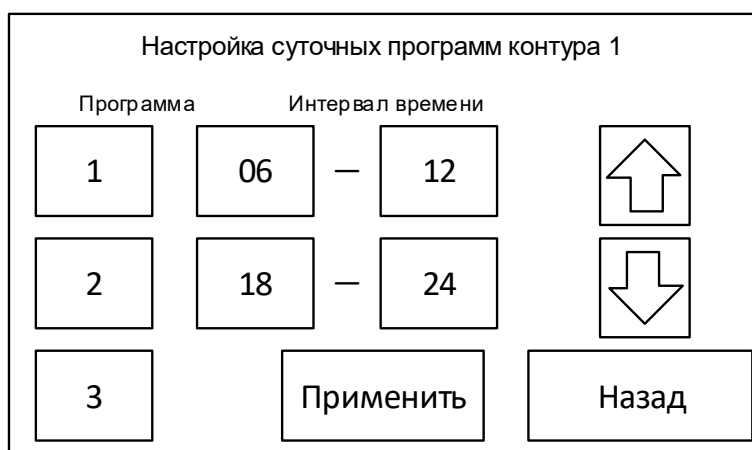 Настройка суточных программ контура 1
Программа Интервал времени
1 06 – 12
2 18 – 24
3 Применить Назад